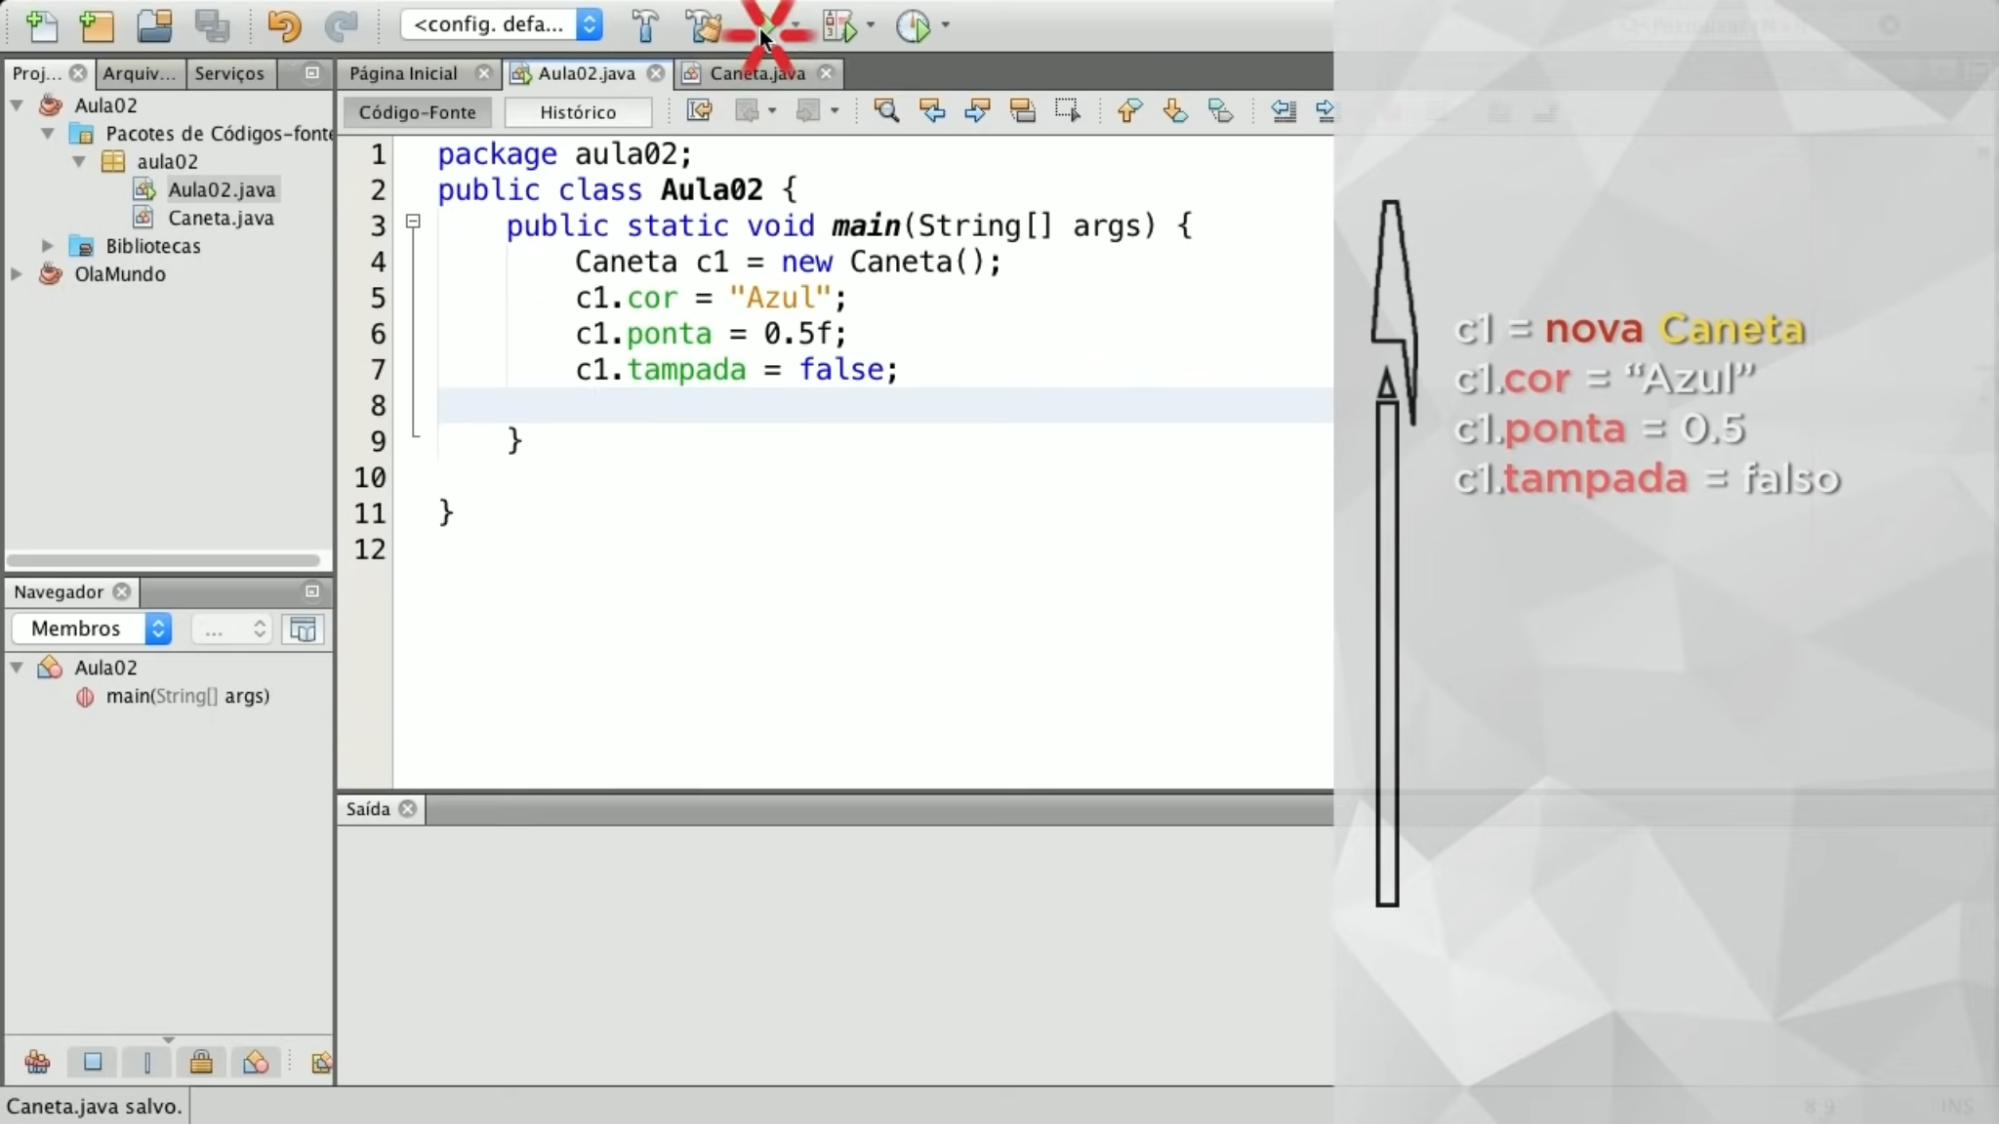 <config. defa...
Proj...
Arquiv...
Serviços
Página Inicial
Aula02.java
Caneta.java
Código-Fonte
Histórico
Aula02
Pacotes de Códigos-fonte
aula02
Aula02.java
Caneta.java
Bibliotecas
OlaMundo
1 package aula02;
2 public class Aula02 {
3 public static void main(String[] args) {
4 Caneta c1 = new Caneta();
5 c1.cor = "Azul";
6 c1.ponta = 0.5f;
7 c1.tampada = false;
8
9 }
10
11 }
12
c1 = nova Caneta
c1.cor = “Azul”
c1.ponta = 0.5
c1.tampada = falso
Navegador
Membros
...
Aula02
main(String[] args)
Saída
Caneta.java salvo.
8:9
INS